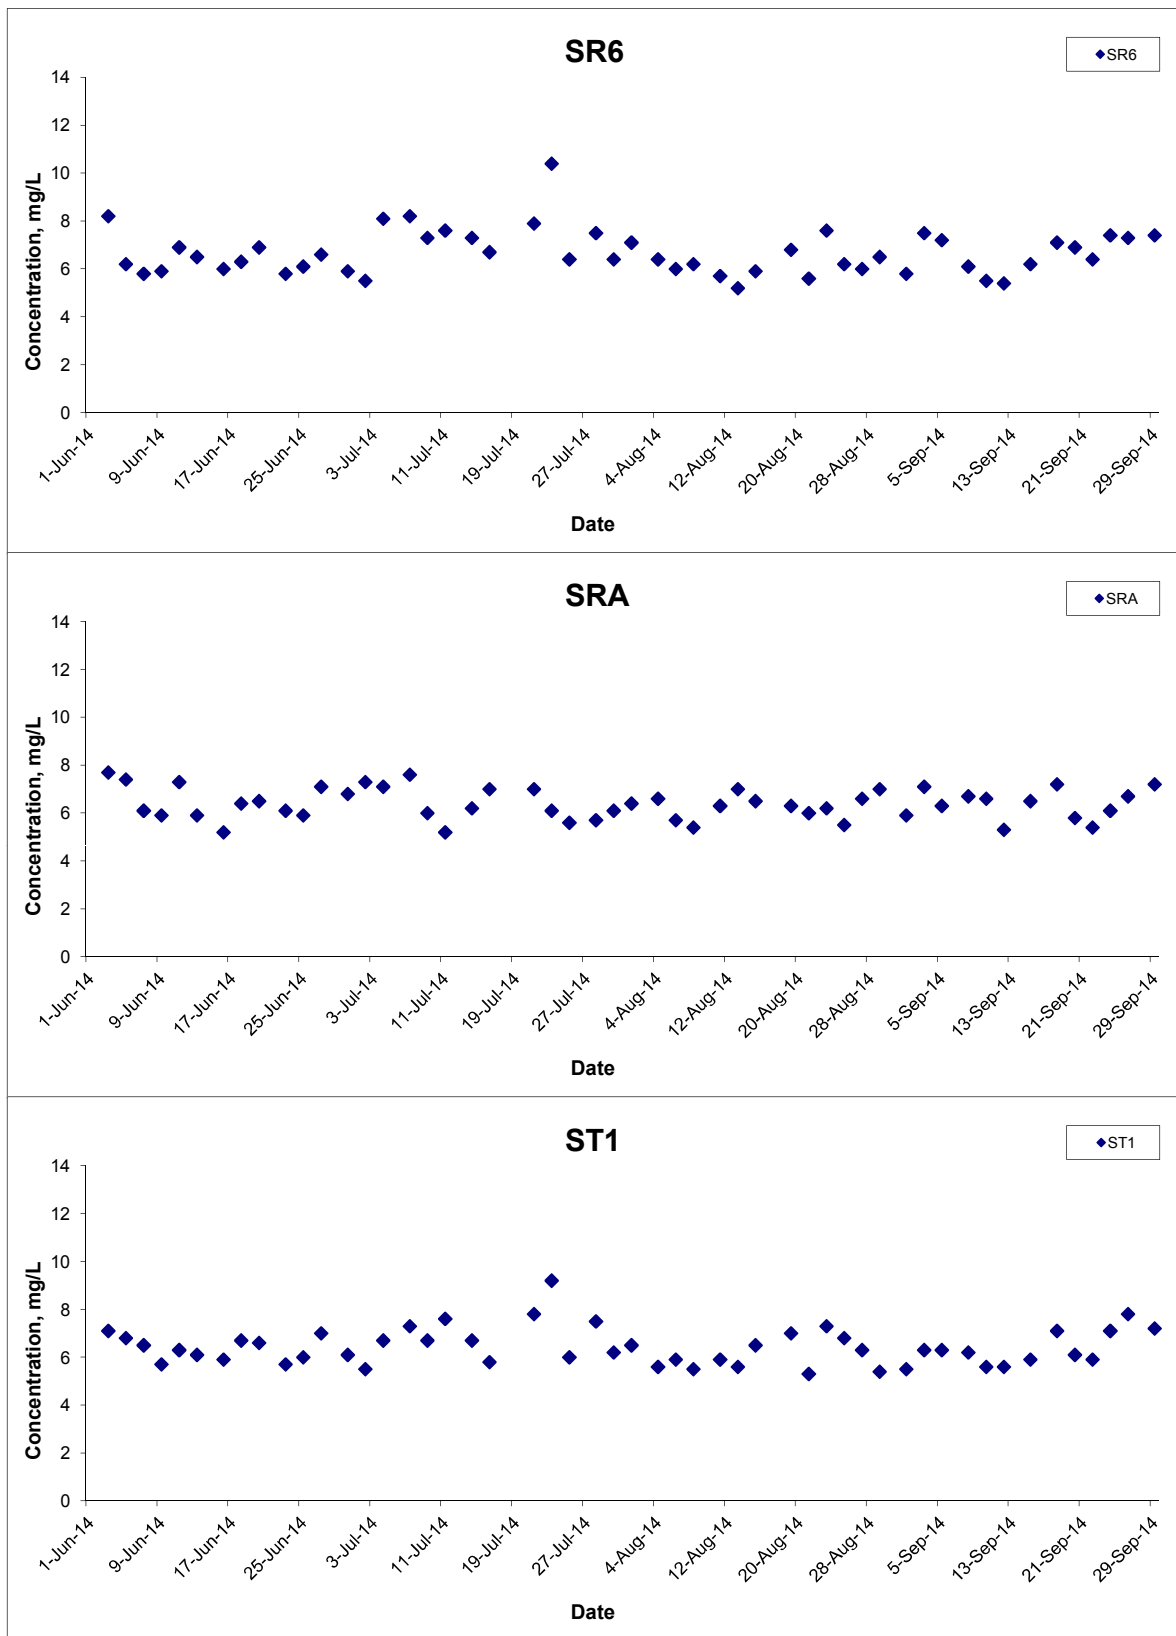 SR6
SR6
Concentration, mg/L
14
12
10
8
6
4
2
0
1-Jun-14
9-Jun-14
17-Jun-14
25-Jun-14
3-Jul-14
11-Jul-14
19-Jul-14
27-Jul-14
4-Aug-14
12-Aug-14
20-Aug-14
28-Aug-14
5-Sep-14
13-Sep-14
21-Sep-14
29-Sep-14
Date
SRA
SRA
Concentration, mg/L
14
12
10
8
6
4
2
0
1-Jun-14
9-Jun-14
17-Jun-14
25-Jun-14
3-Jul-14
11-Jul-14
19-Jul-14
27-Jul-14
4-Aug-14
12-Aug-14
20-Aug-14
28-Aug-14
5-Sep-14
13-Sep-14
21-Sep-14
29-Sep-14
Date
ST1
ST1
Concentration, mg/L
14
12
10
8
6
4
2
0
1-Jun-14
9-Jun-14
17-Jun-14
25-Jun-14
3-Jul-14
11-Jul-14
19-Jul-14
27-Jul-14
4-Aug-14
12-Aug-14
20-Aug-14
28-Aug-14
5-Sep-14
13-Sep-14
21-Sep-14
29-Sep-14
Date